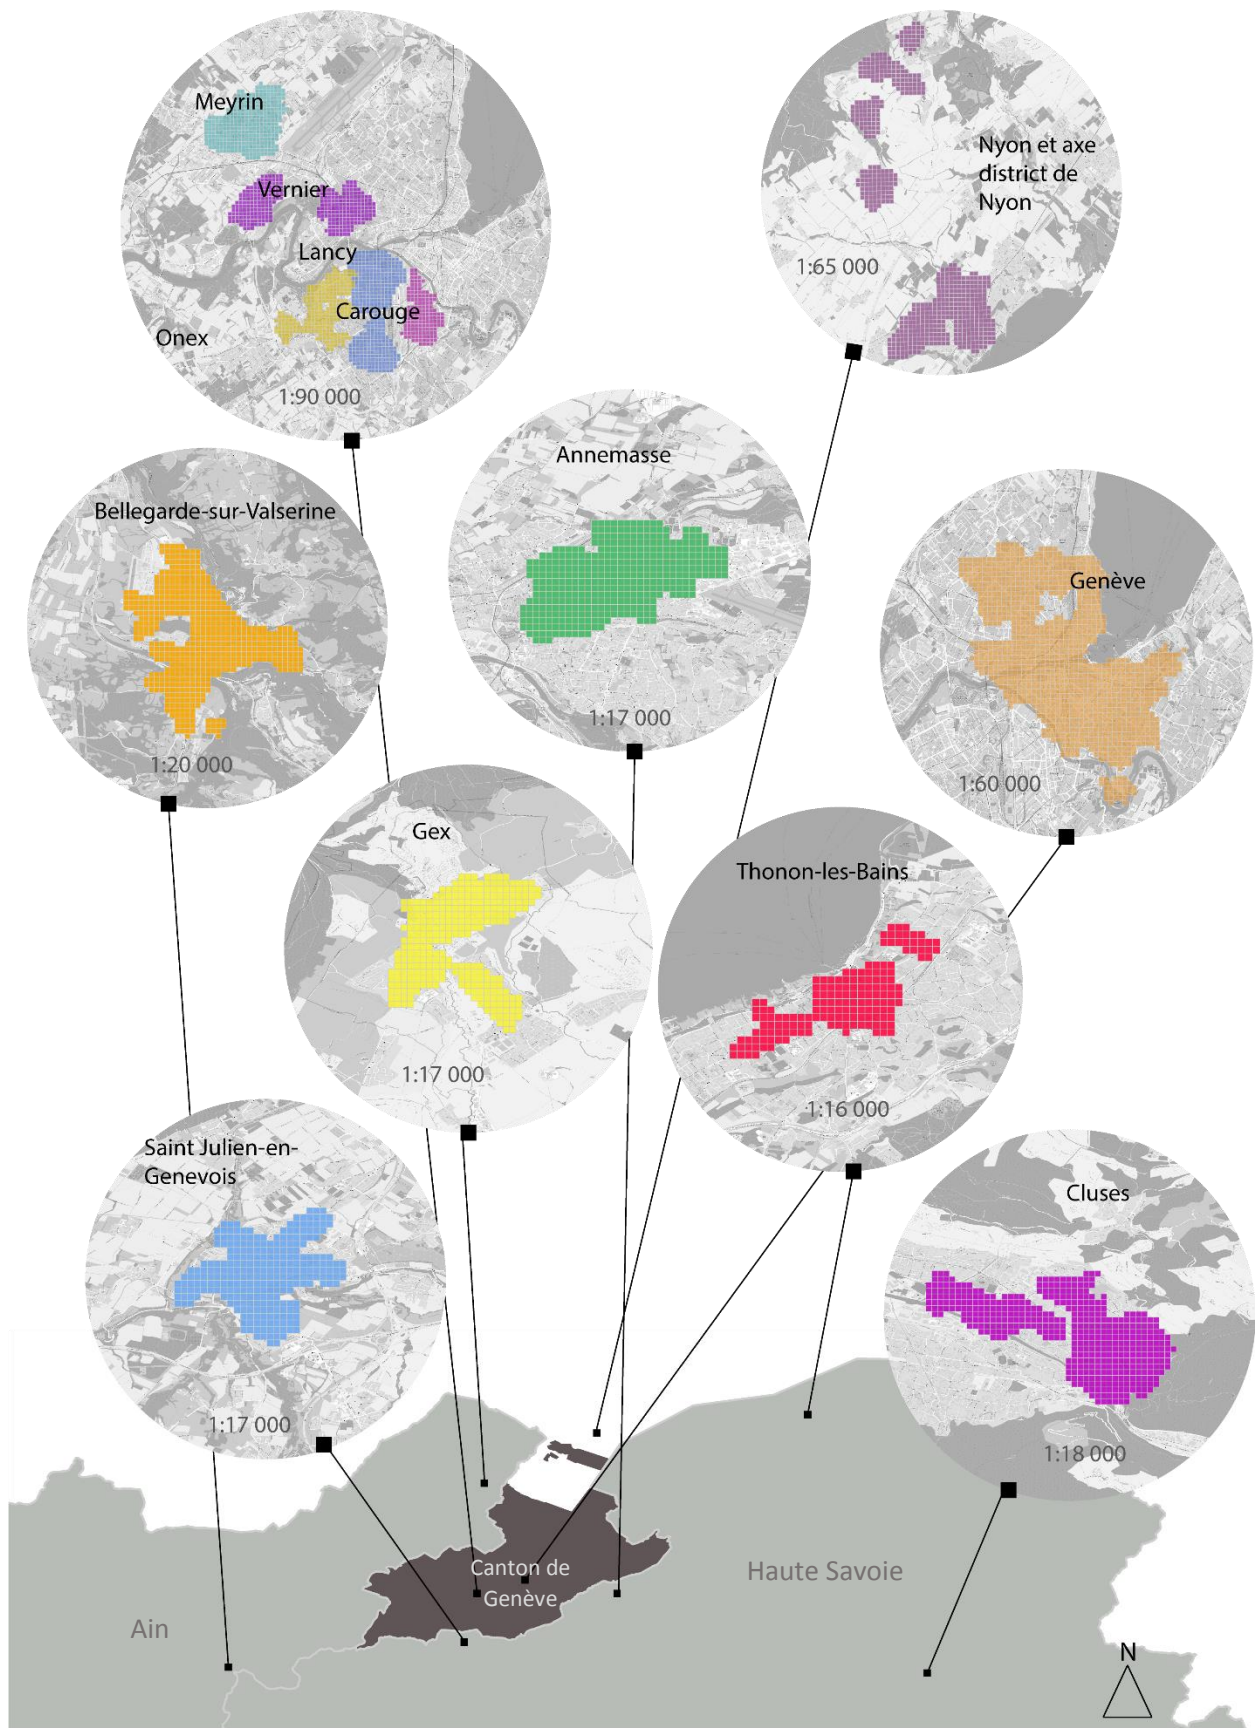 Meyrin
Vernier
Lancy
Carouge
Onex
1:90 000
Nyon et axe
district de
Nyon
1:65 000
Annemasse
1:17 000
Bellegarde-sur-Valserine
1:20 000
Genève
1:60 000
Gex
1:17 000
Thonon-les-Bains
1:16 000
Saint Julien-en-
Genevois
1:17 000
Cluses
1:18 000
Canton de
Genève
Haute Savoie
Ain
N